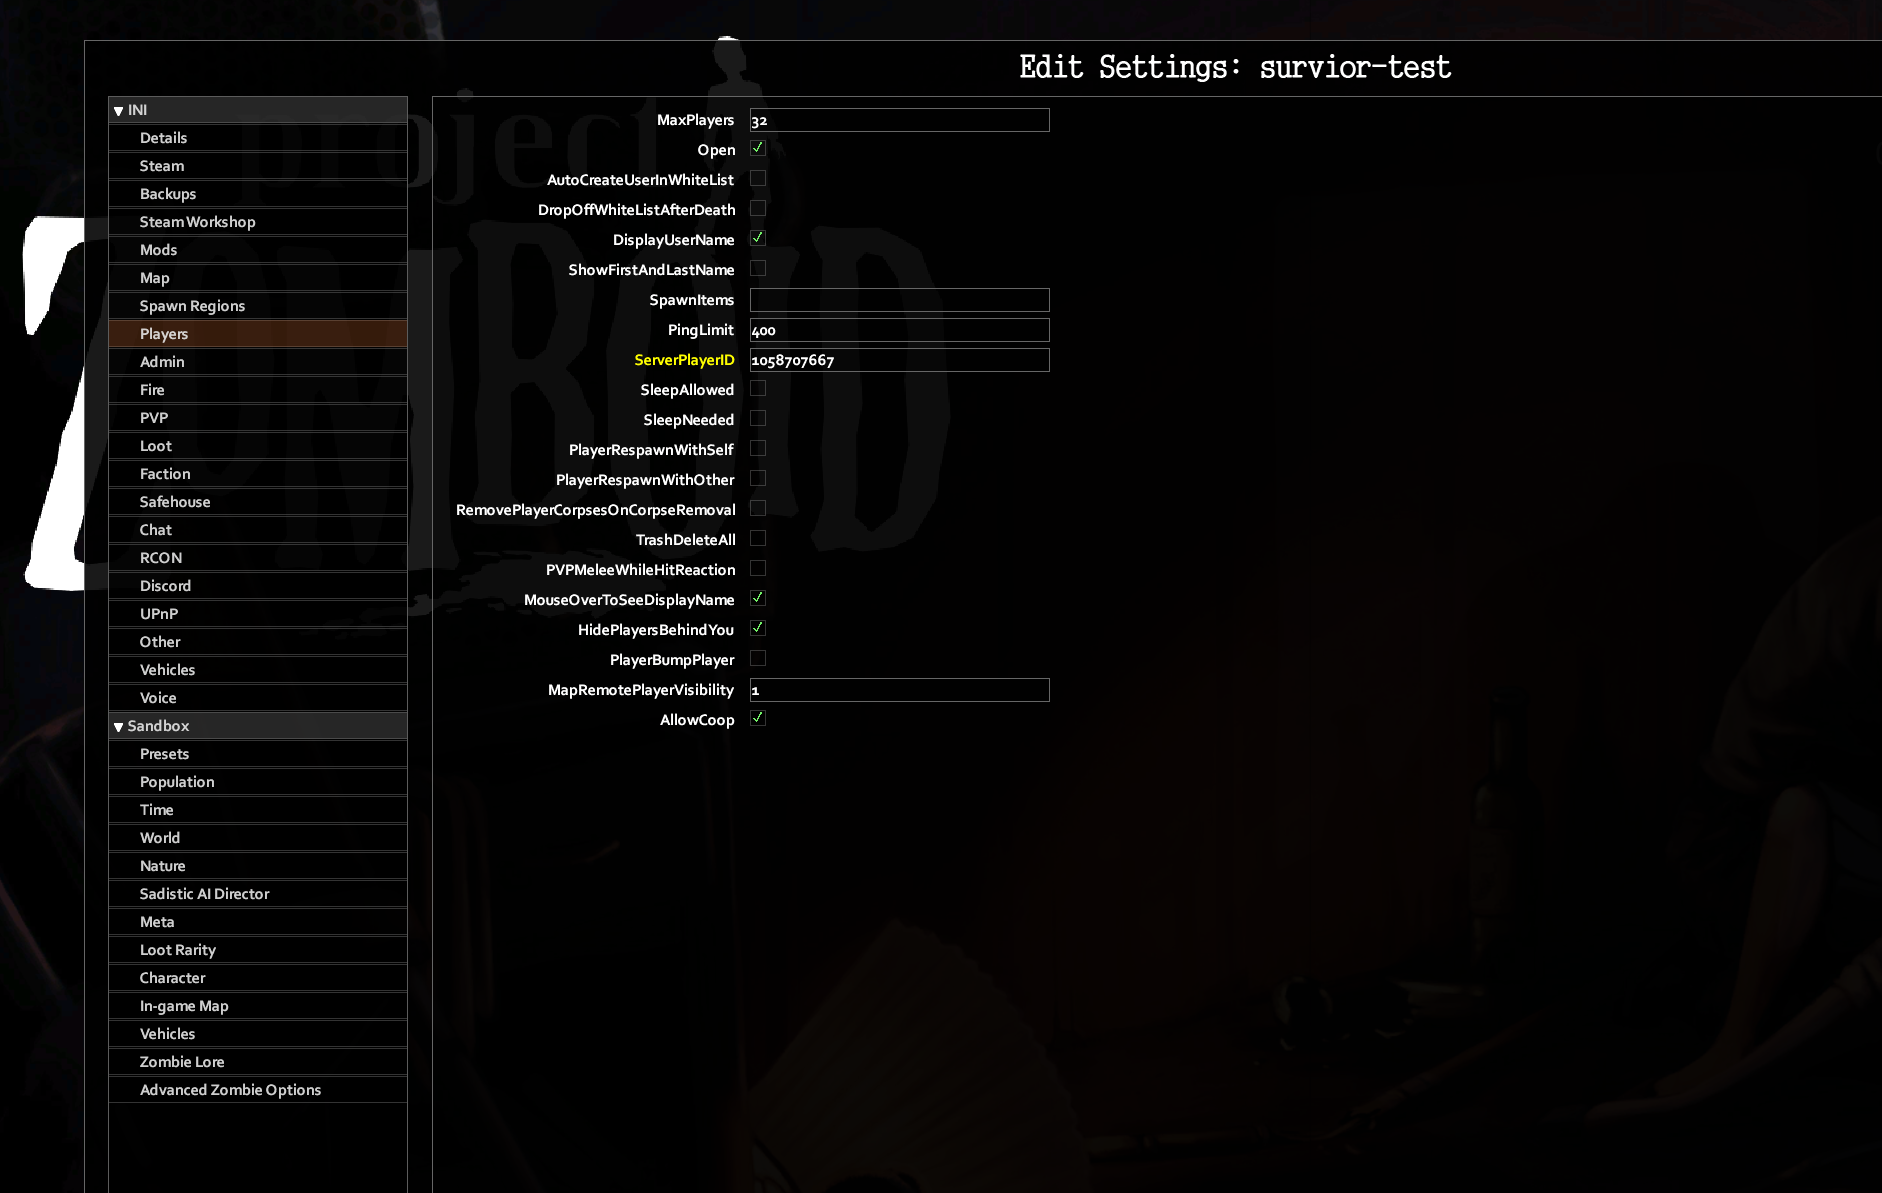 Edit Settings: survior-test
INI
Details
Steam
Backups
Steam Workshop
Mods
Map
Spawn Regions
Players
Admin
Fire
PVP
Loot
Faction
Safehouse
Chat
RCON
Discord
UPnP
Other
Vehicles
Voice
Sandbox
Presets
Population
Time
World
Nature
Sadistic AI Director
Meta
Loot Rarity
Character
In-game Map
Vehicles
Zombie Lore
Advanced Zombie Options
project
ZOMBOID
MaxPlayers 32
Open
AutoCreateUserInWhiteList
DropOffWhiteListAfterDeath
DisplayUserName
ShowFirstAndLastName
SpawnItems
PingLimit 400
ServerPlayerID 1058707667
SleepAllowed
SleepNeeded
PlayerRespawnWithSelf
PlayerRespawnWithOther
RemovePlayerCorpsesOnCorpseRemoval
TrashDeleteAll
PVPMeleeWhileHitReaction
MouseOverToSeeDisplayName
HidePlayersBehindYou
PlayerBumpPlayer
MapRemotePlayerVisibility 1
AllowCoop